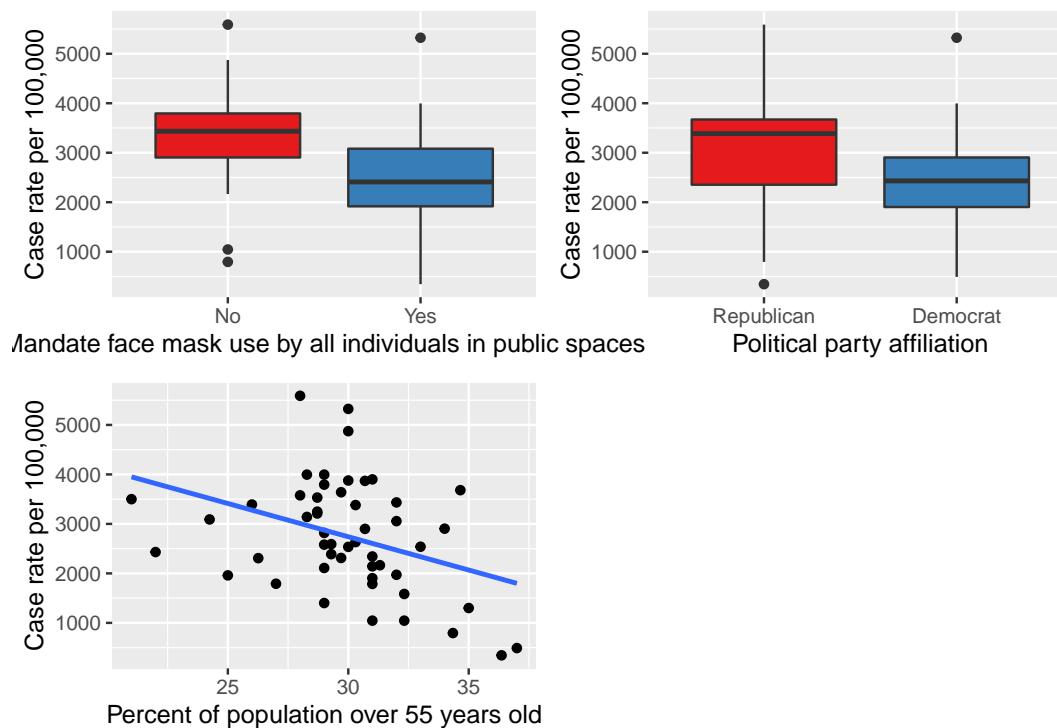 Case rate per 100,000
5000
4000
3000
2000
1000
No Yes
Mandate face mask use by all individuals in public spaces
Case rate per 100,000
5000
4000
3000
2000
1000
Republican Democrat
Political party affiliation
Case rate per 100,000
5000
4000
3000
2000
1000
25 30 35
Percent of population over 55 years old